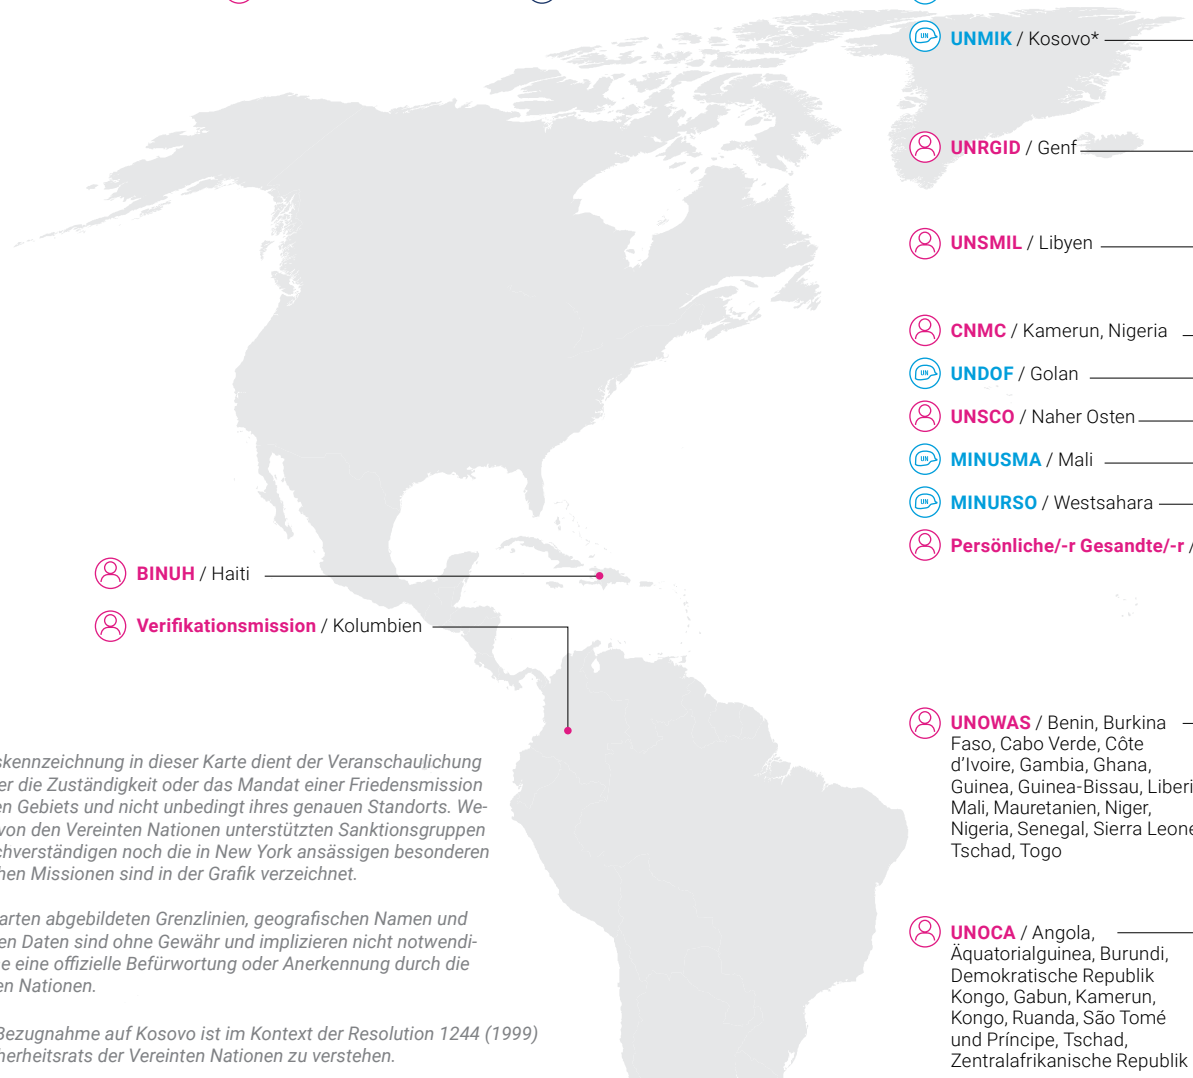 UNMIK / Kosovo*
UNRGID / Genf
UNSMIL / Libyen
CNMC / Kamerun, Nigeria
UNDOF / Golan
UNSCO / Naher Osten
MINUSMA / Mali
MINURSO / Westsahara
Persönliche/-r Gesandte/-r /
BINUH / Haiti
Verifikationsmission / Kolumbien
UNOWAS / Benin, Burkina
Faso, Cabo Verde, Côte
d’Ivoire, Gambia, Ghana,
Guinea, Guinea-Bissau, Liberi
Mali, Mauretanien, Niger,
Nigeria, Senegal, Sierra Leone
Tschad, Togo
UNOCA / Angola,
Äquatorialguinea, Burundi,
Demokratische Republik
Kongo, Gabun, Kamerun,
Kongo, Ruanda, São Tomé
und Príncipe, Tschad,
Zentralafrikanische Republik
skennzeichnung in dieser Karte dient der Veranschaulichung
er die Zuständigkeit oder das Mandat einer Friedensmission
en Gebiets und nicht unbedingt ihres genauen Standorts. We-
von den Vereinten Nationen unterstützten Sanktionsgruppen
chverständigen noch die in New York ansässigen besonderen
chen Missionen sind in der Grafik verzeichnet.
arten abgebildeten Grenzlinien, geografischen Namen und
en Daten sind ohne Gewähr und implizieren nicht notwendi-
e eine offizielle Befürwortung oder Anerkennung durch die
en Nationen.
Bezugnahme auf Kosovo ist im Kontext der Resolution 1244 (1999)
herheitsrats der Vereinten Nationen zu verstehen.